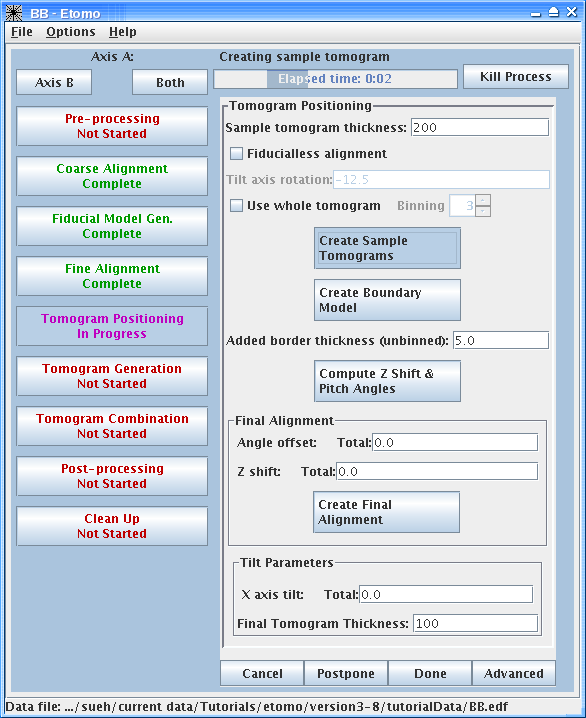 BB - Etomo
File Options Help
Axis A:
Creating sample tomogram
Axis B
Both
Elapsed time: 0:02
Kill Process
Pre-processing
Not Started
Coarse Alignment
Complete
Fiducial Model Gen.
Complete
Fine Alignment
Complete
Tomogram Positioning
In Progress
Tomogram Generation
Not Started
Tomogram Combination
Not Started
Post-processing
Not Started
Clean Up
Not Started
Tomogram Positioning
Sample tomogram thickness: 200
Fiducialless alignment
Tilt axis rotation: -12.5
Use whole tomogram Binning 3
Create Sample
Tomograms
Create Boundary
Model
Added border thickness (unbinned): 5.0
Compute Z Shift &
Pitch Angles
Final Alignment
Angle offset: Total: 0.0
Z shift: Total: 0.0
Create Final
Alignment
Tilt Parameters
X axis tilt: Total: 0.0
Final Tomogram Thickness: 100
Cancel
Postpone
Done
Advanced
Data file: .../sueh/current data/Tutorials/etomo/version3-8/tutorialData/BB.edf